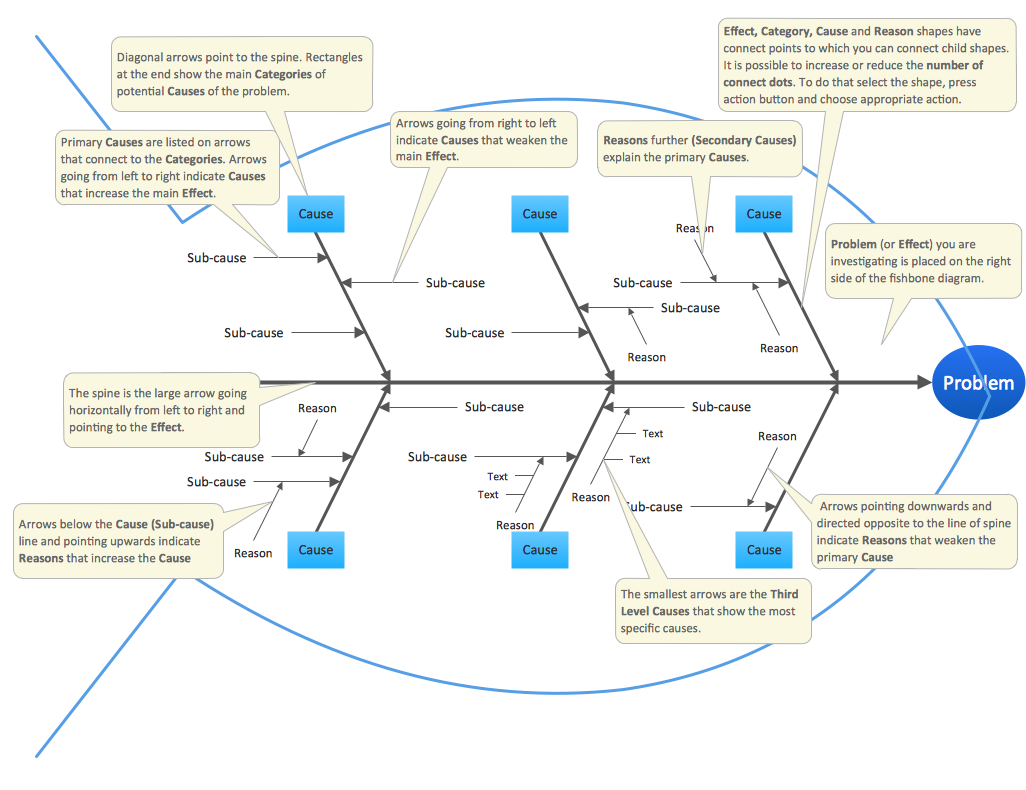 Effect, Category, Cause and Reason shapes have
connect points to which you can connect child shapes.
It is possible to increase or reduce the number of
connect dots. To do that select the shape, press
action button and choose appropriate action.
Diagonal arrows point to the spine. Rectangles
at the end show the main Categories of
potential Causes of the problem.
Arrows going from right to left
indicate Causes that weaken the
main Effect.
Reasons further (Secondary Causes)
explain the primary Causes.
Primary Causes are listed on arrows
that connect to the Categories. Arrows
going from left to right indicate Causes
that increase the main Effect.
Cause
Cause
Cause
Reason
Problem (or Effect) you are
investigating is placed on the right
side of the fishbone diagram.
Sub-cause
Sub-cause
Sub-cause
Sub-cause
Sub-cause
Sub-cause
Reason
Reason
Problem
The spine is the large arrow going
horizontally from left to right and
pointing to the Effect.
Reason
Sub-cause
Sub-cause
Text
Reason
Sub-cause
Sub-cause
Text
Sub-cause
Text
Text
Reason
Reason
Sub-cause
Arrows below the Cause (Sub-cause)
line and pointing upwards indicate
Reasons that increase the Cause
Reason
Arrows pointing downwards and
directed opposite to the line of spine
indicate Reasons that weaken the
primary Cause
Cause
Cause
Cause
The smallest arrows are the Third
Level Causes that show the most
specific causes.